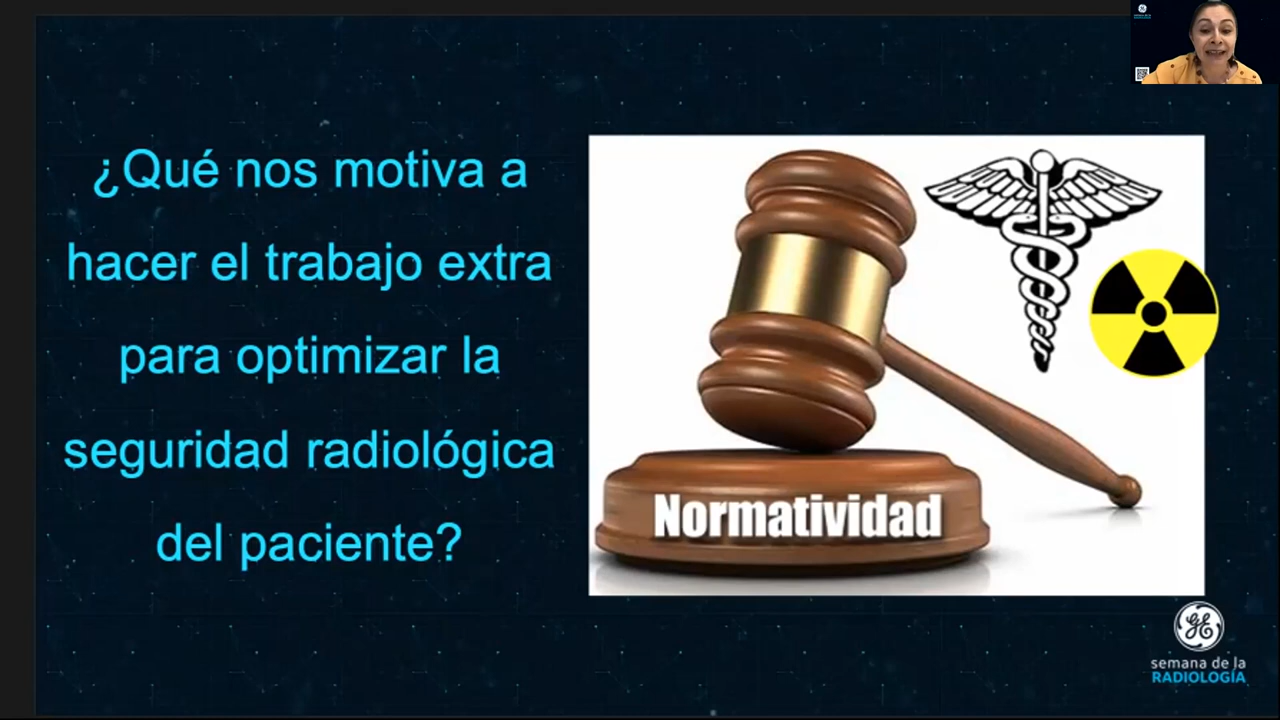 ¿Qué nos motiva a
hacer el trabajo extra
para optimizar la
seguridad radiológica
del paciente?
Normatividad
semana de la
RADIOLOGÍA